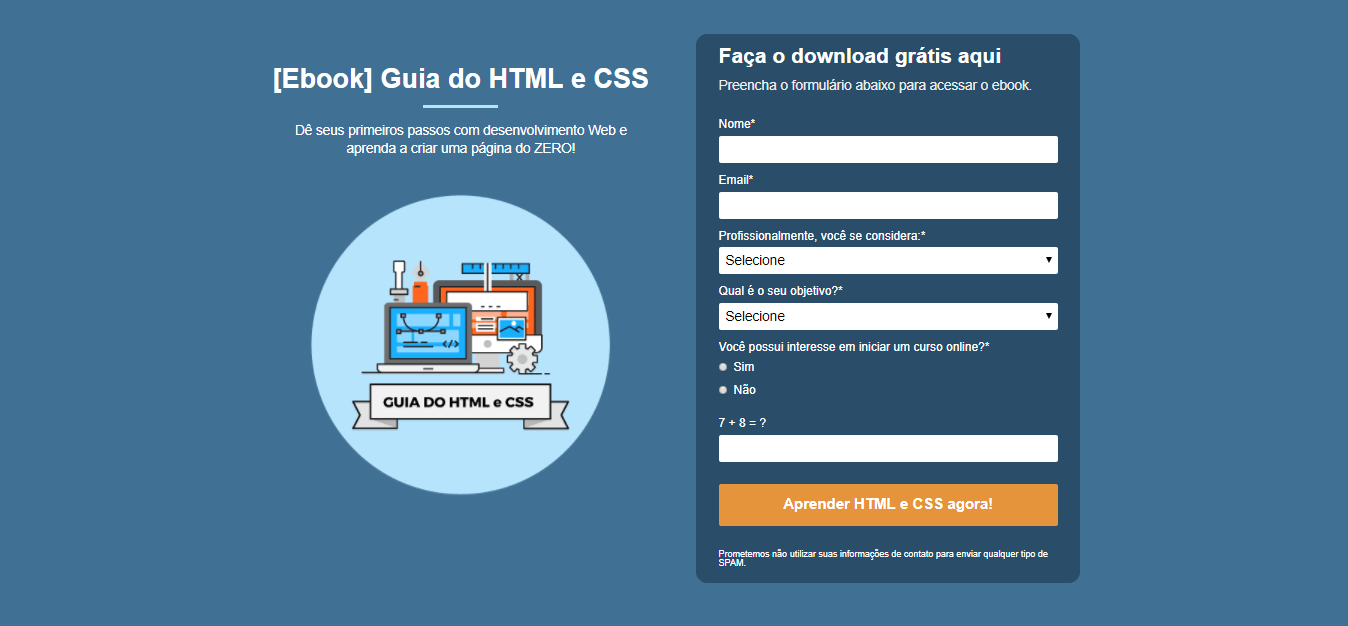 [Ebook] Guia do HTML e CSS
Dê seus primeiros passos com desenvolvimento Web e
aprenda a criar uma página do ZERO!
</>
GUIA DO HTML e CSS
Faça o download grátis aqui
Preencha o formulário abaixo para acessar o ebook.
Nome*
Email*
Profissionalmente, você se considera:*
Selecione
Qual é o seu objetivo?*
Selecione
Você possui interesse em iniciar um curso online?*
Sim
Não
7 + 8 = ?
Aprender HTML e CSS agora!
Prometemos não utilizar suas informações de contato para enviar qualquer tipo de
SPAM.